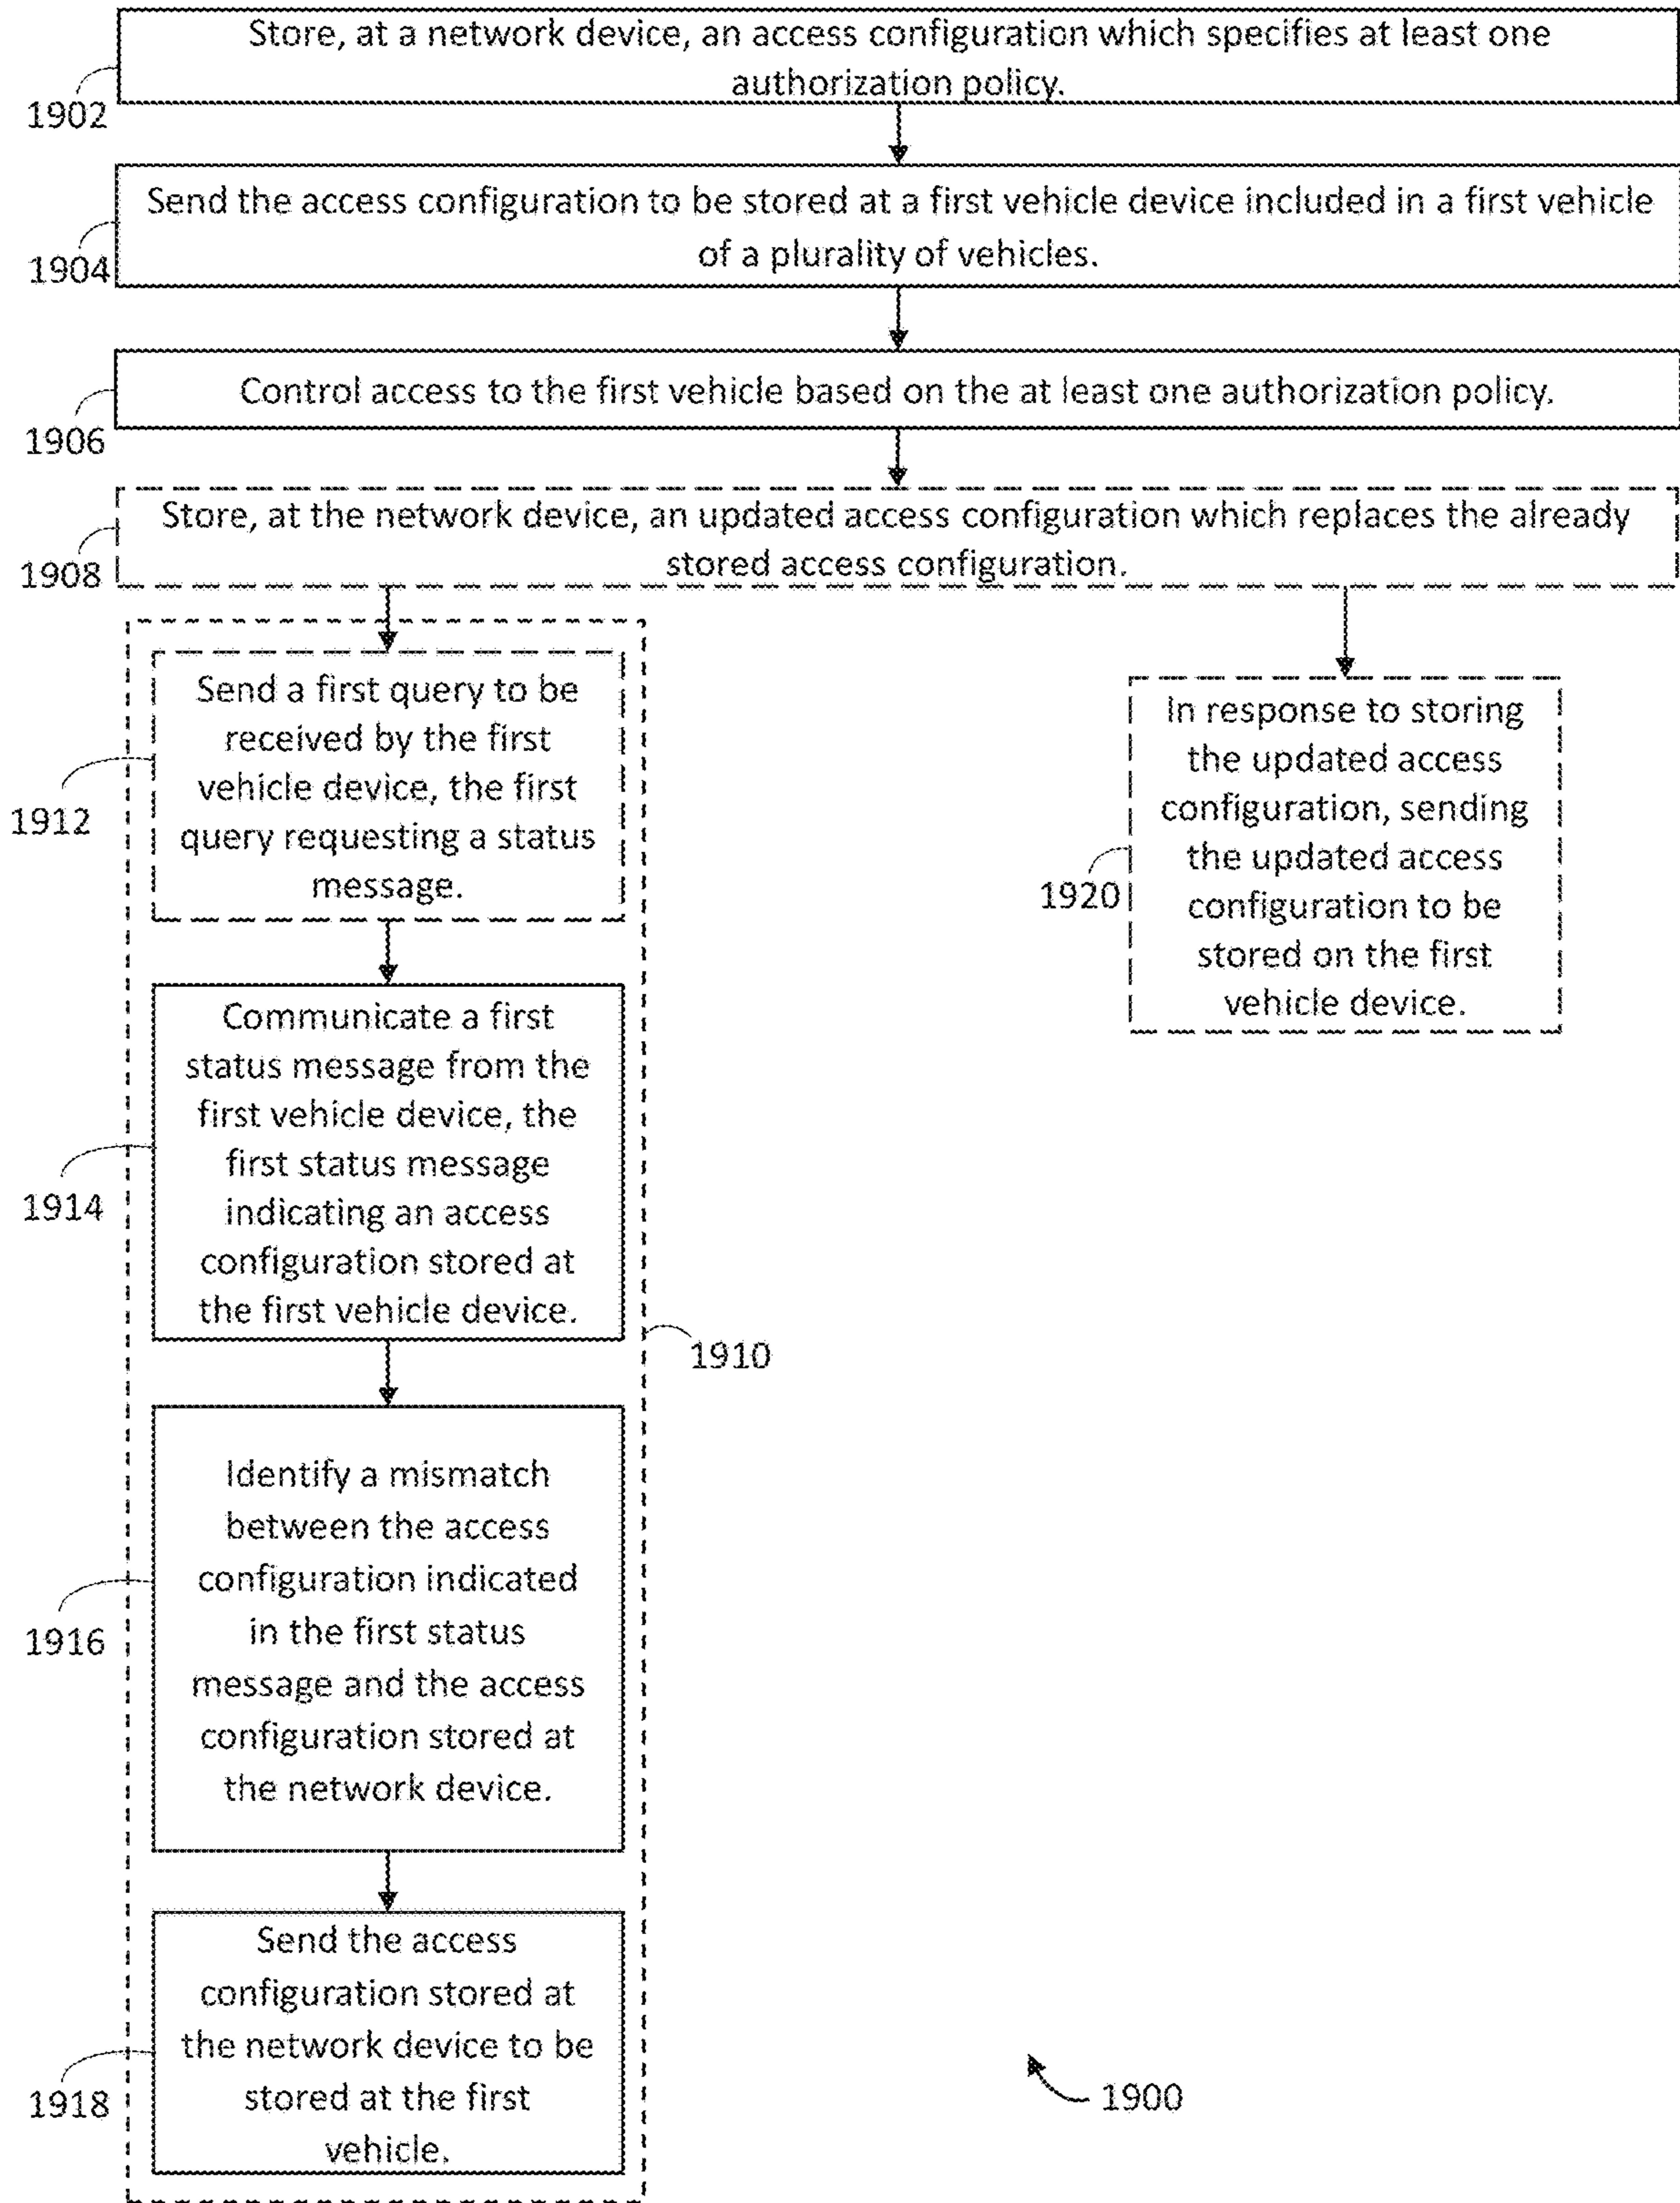 Store, at a network device, an access configuration which specifies at least one
authorization policy.
1902
Send the access configuration to be stored at a first vehicle device included in a first vehicle
of a plurality of vehicles.
1904
Control access to the first vehicle based on the at least one authorization policy.
1906
Store, at the network device, an updated access configuration which replaces the already
stored access configuration.
1908
Send a first query to be
received by the first
vehicle device, the first
query requesting a status
message.
1912
Communicate a first
status message from the
first vehicle device, the
first status message
indicating an access
configuration stored at
the first vehicle device.
1914
1910
Identify a mismatch
between the access
configuration indicated
in the first status
message and the access
configuration stored at
the network device.
1916
Send the access
configuration stored at
the network device to be
stored at the first
vehicle.
1918
In response to storing
the updated access
configuration, sending
the updated access
configuration to be
stored on the first
vehicle device.
1920
1900